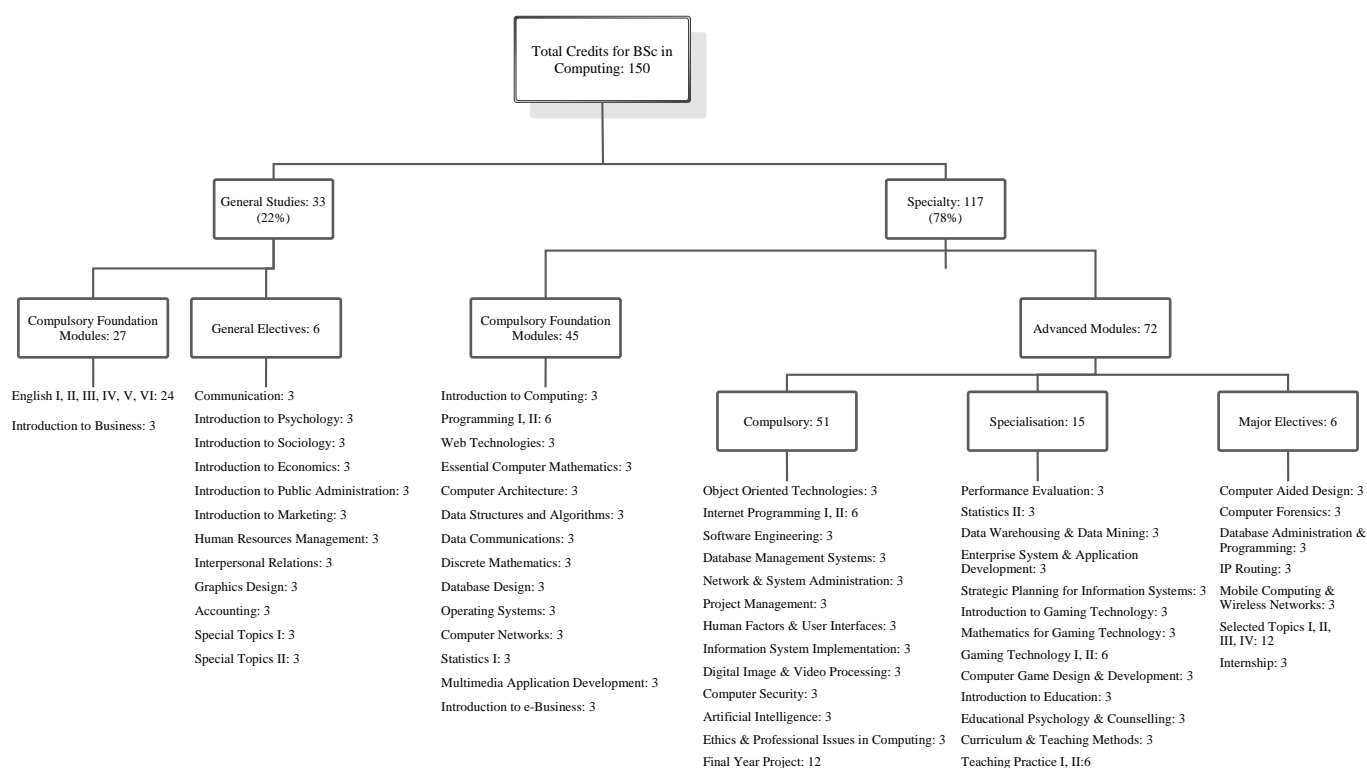 Total Credits for BSc in
Computing: 150
General Studies: 33
(22%)
Specialty: 117
(78%)
Compulsory Foundation
Modules: 27
General Electives: 6
Compulsory Foundation
Modules: 45
Advanced Modules: 72
English I, II, III, IV, V, VI: 24
Introduction to Business: 3
Communication: 3
Introduction to Psychology: 3
Introduction to Sociology: 3
Introduction to Economics: 3
Introduction to Public Administration: 3
Introduction to Marketing: 3
Human Resources Management: 3
Interpersonal Relations: 3
Graphics Design: 3
Accounting: 3
Special Topics I: 3
Special Topics II: 3
Introduction to Computing: 3
Programming I, II: 6
Web Technologies: 3
Essential Computer Mathematics: 3
Computer Architecture: 3
Data Structures and Algorithms: 3
Data Communications: 3
Discrete Mathematics: 3
Database Design: 3
Operating Systems: 3
Computer Networks: 3
Statistics I: 3
Multimedia Application Development: 3
Introduction to e-Business: 3
Compulsory: 51
Specialisation: 15
Major Electives: 6
Object Oriented Technologies: 3
Internet Programming I, II: 6
Software Engineering: 3
Database Management Systems: 3
Network & System Administration: 3
Project Management: 3
Human Factors & User Interfaces: 3
Information System Implementation: 3
Digital Image & Video Processing: 3
Computer Security: 3
Artificial Intelligence: 3
Ethics & Professional Issues in Computing: 3
Final Year Project: 12
Performance Evaluation: 3
Statistics II: 3
Data Warehousing & Data Mining: 3
Enterprise System & Application
Development: 3
Strategic Planning for Information Systems: 3
Introduction to Gaming Technology: 3
Mathematics for Gaming Technology: 3
Gaming Technology I, II: 6
Computer Game Design & Development: 3
Introduction to Education: 3
Educational Psychology & Counselling: 3
Curriculum & Teaching Methods: 3
Teaching Practice I, II:6
Computer Aided Design: 3
Computer Forensics: 3
Database Administration &
Programming: 3
IP Routing: 3
Mobile Computing &
Wireless Networks: 3
Selected Topics I, II,
III, IV: 12
Internship: 3